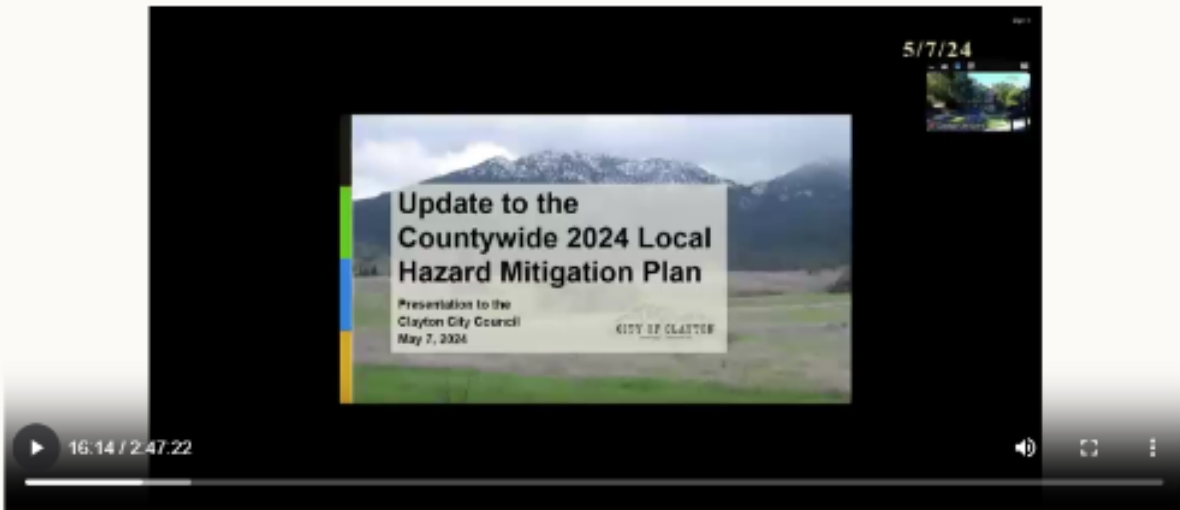 5/7/24
Update to the
Countywide 2024 Local
Hazard Mitigation Plan
Presentation to the
Clayton City Council
May 7, 2024
CITY OF CLAYTON
16:14 / 2:47:22